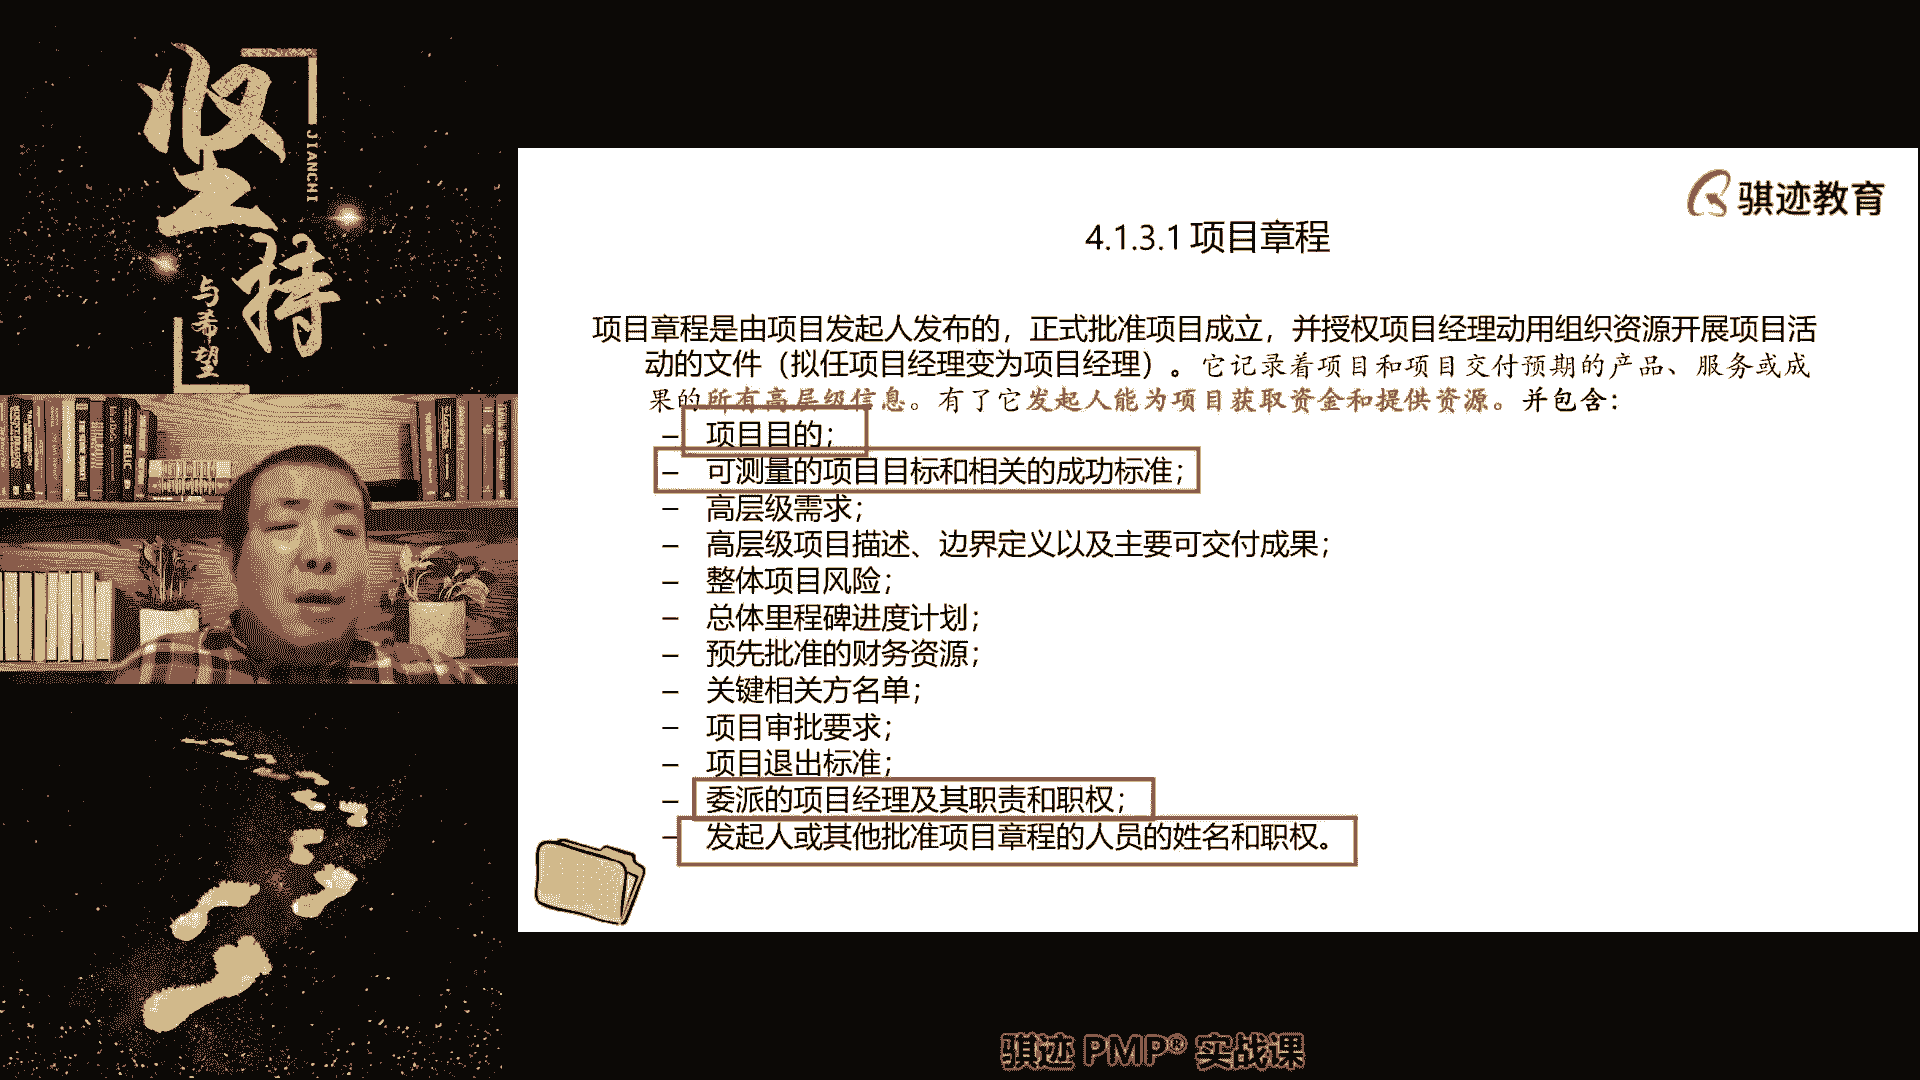 坚持
JIANCHI
与希望
骐迹教育
4.1.3.1 项目章程
项目章程是由项目发起人发布的，正式批准项目成立，并授权项目经理动用组织资源开展项目活
动的文件（拟任项目经理变为项目经理）。它记录着项目和项目交付预期的产品、服务或成
果的所有高层级信息。有了它发起人能为项目获取资金和提供资源。并包含：
– 项目目的；
– 可测量的项目目标和相关的成功标准；
– 高层级需求；
– 高层级项目描述、边界定义以及主要可交付成果；
– 整体项目风险；
– 总体里程碑进度计划；
– 预先批准的财务资源；
– 关键相关方名单；
– 项目审批要求；
– 项目退出标准；
– 委派的项目经理及其职责和职权；
– 发起人或其他批准项目章程的人员的姓名和职权。
骐迹 PMP® 实战课